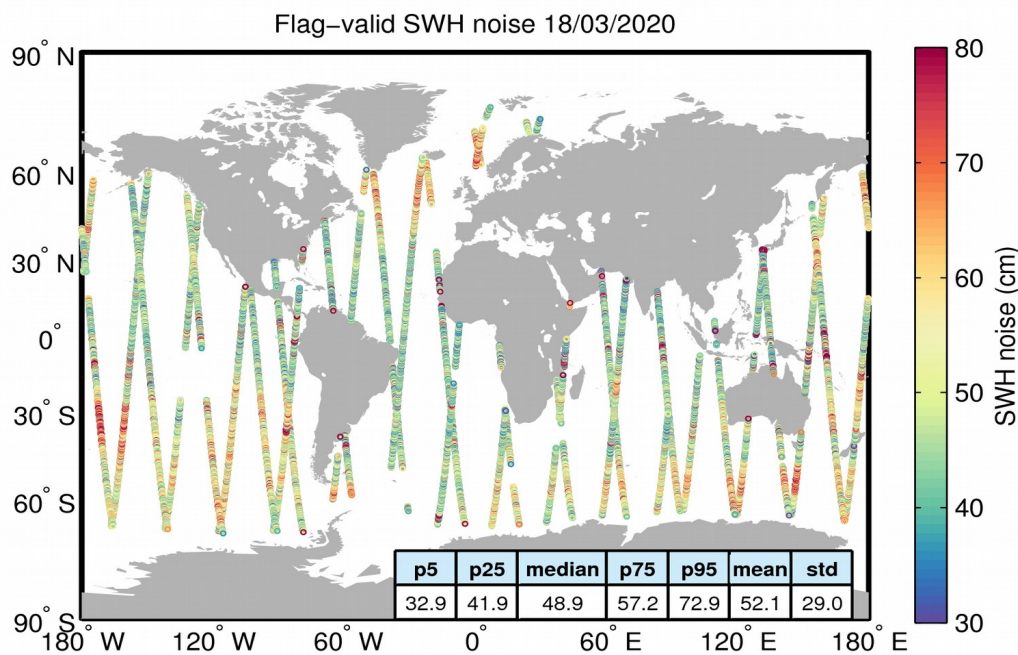 Flag−valid SWH noise 18/03/2020
90° N
60° N
30° N
0°
30° S
60° S
90° S
180° W
120° W
60° W
0°
60° E
120° E
180° E
80
70
60
50
40
30
SWH noise (cm)
p5 p25 median p75 p95 mean std
32.9 41.9 48.9 57.2 72.9 52.1 29.0